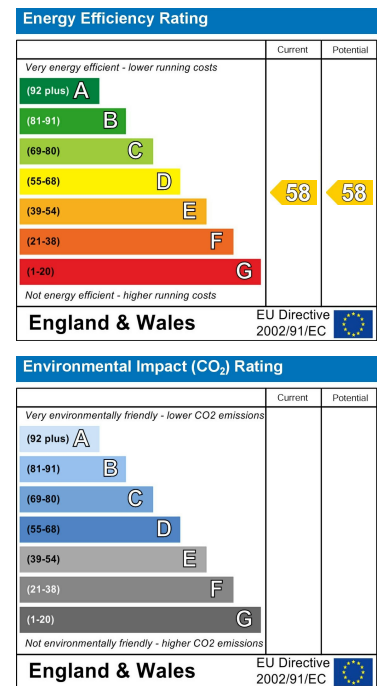 Energy Efficiency Rating
Current Potential
Very energy efficient - lower running costs
(92 plus) A
(81-91) B
(69-80) C
(55-68) D
58 58
(39-54) E
(21-38) F
(1-20) G
Not energy efficient - higher running costs
England & Wales
EU Directive
2002/91/EC
Environmental Impact (CO₂) Rating
Current Potential
Very environmentally friendly - lower CO2 emissions
(92 plus) A
(81-91) B
(69-80) C
(55-68) D
(39-54) E
(21-38) F
(1-20) G
Not environmentally friendly - higher CO2 emissions
England & Wales
EU Directive
2002/91/EC